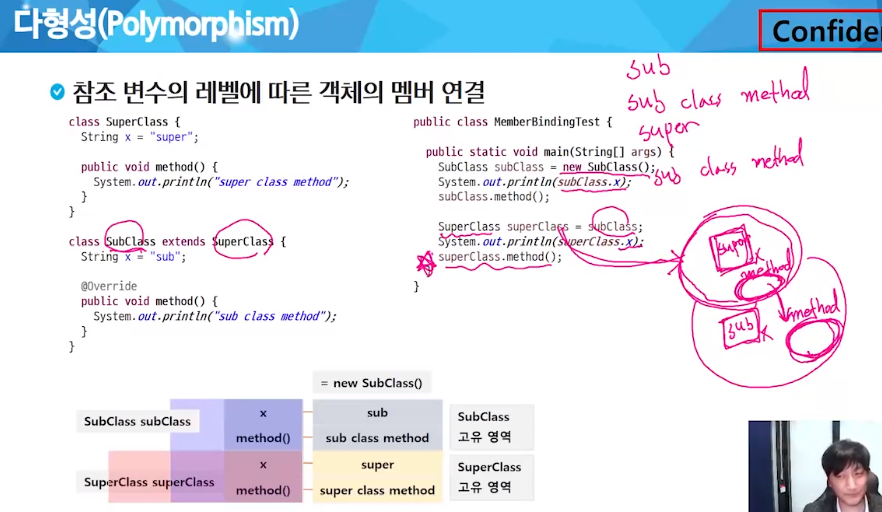 다형성(Polymorphism)
Confide
참조 변수의 레벨에 따른 객체의 멤버 연결
class SuperClass {
String x = "super";
public void method() {
System.out.println("super class method");
}
}
class SubClass extends SuperClass {
String x = "sub";
@Override
public void method() {
System.out.println("sub class method");
}
}
public class MemberBindingTest {
public static void main(String[] args) {
SubClass subClass = new SubClass();
System.out.println(subClass.x);
subClass.method();
SuperClass superClass = subClass;
System.out.println(superClass.x);
superClass.method();
}
sub
sub class method
super
sub class method
super x
method
sub x
method
= new SubClass()
SubClass subClass
x
sub
method()
sub class method
SubClass
고유 영역
SuperClass superClass
x
super
method()
super class method
SuperClass
고유 영역